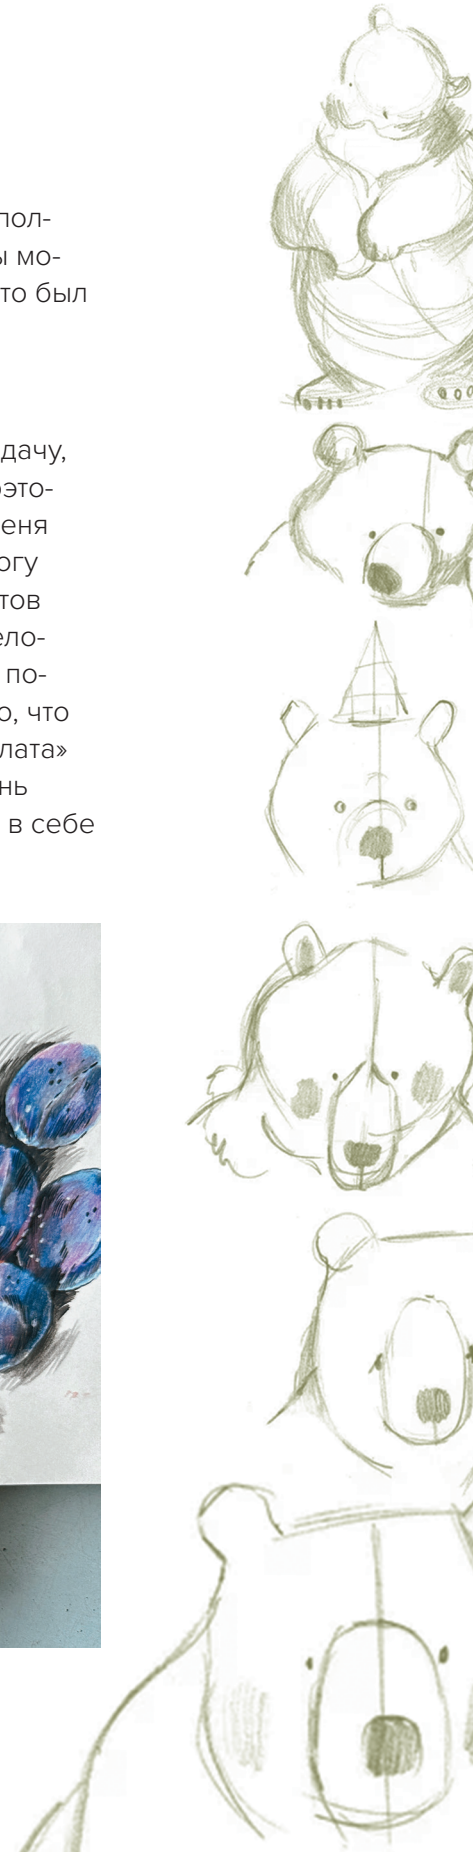 пол-
ы мо-
то был
дачу,
это-
еня
огу
тов
ело-
по-
о, что
лата»
нь
в себе